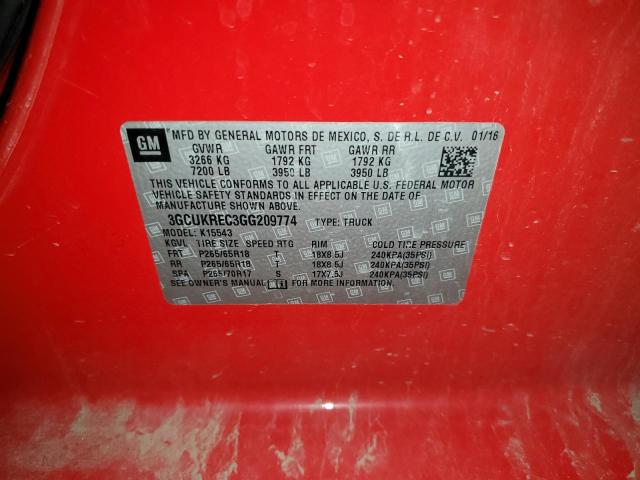 GM MFD BY GENERAL MOTORS DE MEXICO, S. DE R.L. DE C.V. 01/16
GVWR GAWR FRT GAWR RR
3266 KG 1792 KG 1792 KG
7200 LB 3950 LB 3950 LB
THIS VEHICLE CONFORMS TO ALL APPLICABLE U.S. FEDERAL MOTOR
VEHICLE SAFETY STANDARDS IN EFFECT ON THE DATE OF
MANUFACTURE SHOWN ABOVE.
3GCUKREC3GG209774 TYPE: TRUCK
MODEL: K15543
KGVL TIRE SIZE SPEED RTG RIM COLD TIRE PRESSURE
FRT P265/65R18 T 18X8.5J 240KPA(35PSI)
RR P265/65R18 T 18X8.5J 240KPA(35PSI)
SPA P265/70R17 S 17X7.5J 240KPA(35PSI)
SEE OWNER'S MANUAL FOR MORE INFORMATION.